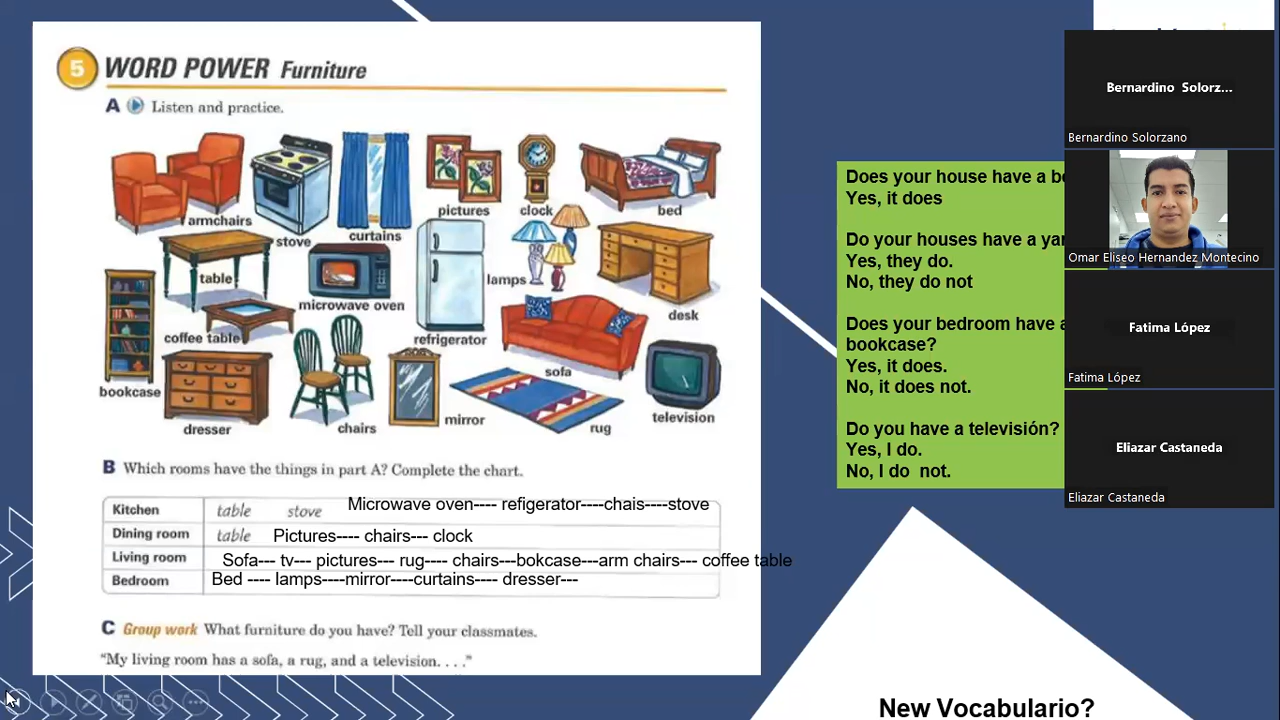 5 WORD POWER Furniture
A Listen and practice.
armchairs
stove
curtains
pictures
clock
bed
table
microwave oven
lamps
desk
coffee table
refrigerator
sofa
bookcase
dresser
chairs
mirror
rug
television
B Which rooms have the things in part A? Complete the chart.
Kitchen table stove Microwave oven---- refigerator----chais----stove
Dining room table Pictures---- chairs--- clock
Living room Sofa--- tv--- pictures--- rug---- chairs---bokcase---arm chairs--- coffee table
Bedroom Bed ---- lamps----mirror----curtains---- dresser---
C Group work What furniture do you have? Tell your classmates.
“My living room has a sofa, a rug, and a television. . . .”
Does your house have a
Yes, it does
Do your houses have a
Yes, they do.
No, they do not
Does your bedroom have a
bookcase?
Yes, it does.
No, it does not.
Do you have a televisión?
Yes, I do.
No, I do not.
New Vocabulario?
Bernardino Solorz...
Bernardino Solorzano
Omar Eliseo Hernandez Montecino
Fatima López
Fatima López
Eliazar Castaneda
Eliazar Castaneda